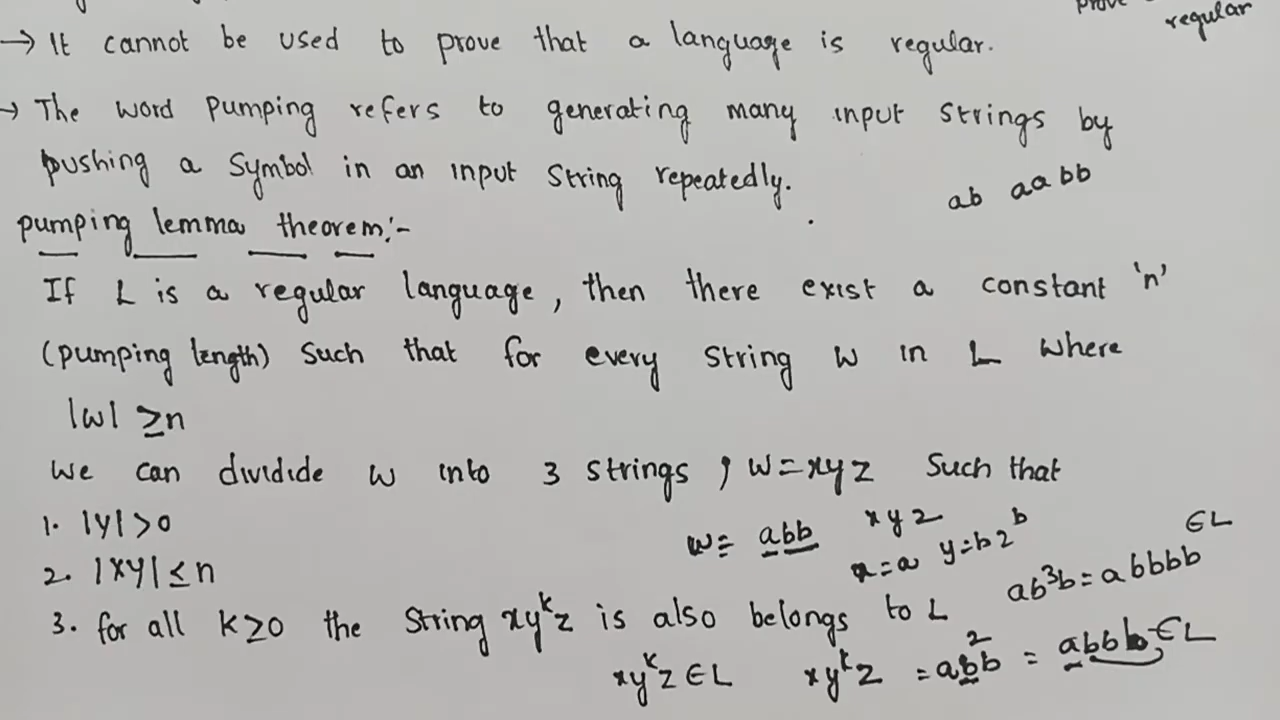 prove
regular
→ It cannot be used to prove that a language is regular.
→ The word pumping refers to generating many input strings by
pushing a symbol in an input string repeatedly.
ab aabb
pumping lemma theorem:-
If L is a regular language, then there exist a constant 'n'
(pumping length) such that for every string w in L where
|w| ≥n
We can dividide w into 3 strings, w=xyz such that
1. |y|>0
w= abb xyz
x=a y=b z=b
2. |xy|≤n
ab³b=abbbb ∈L
3. for all k≥0 the string xyᵏz is also belongs to L
xyᵏz∈L xyᵏz =ab²b = abbb∈L